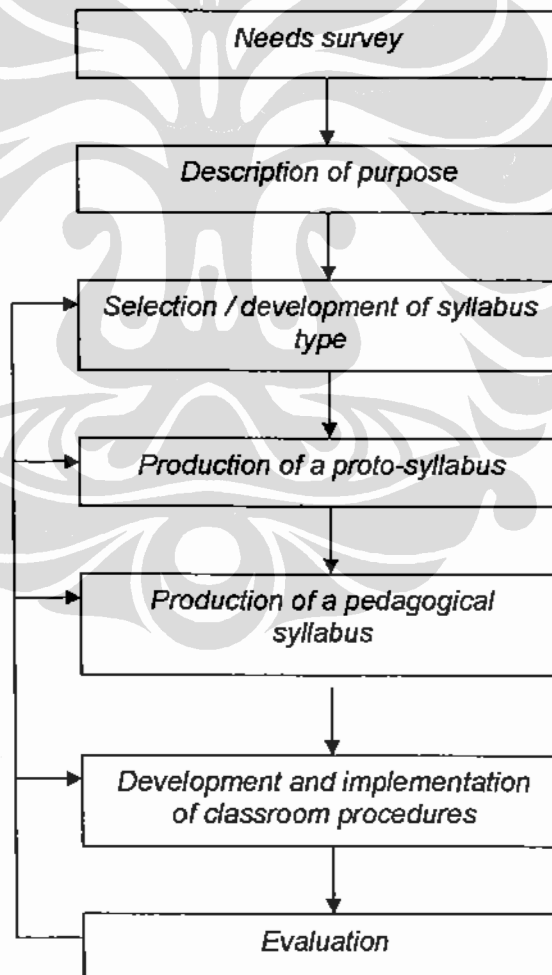 Needs survey
Description of purpose
Selection / development of syllabus
type
Production of a proto-syllabus
Production of a pedagogical
syllabus
Development and implementation
of classroom procedures
Evaluation